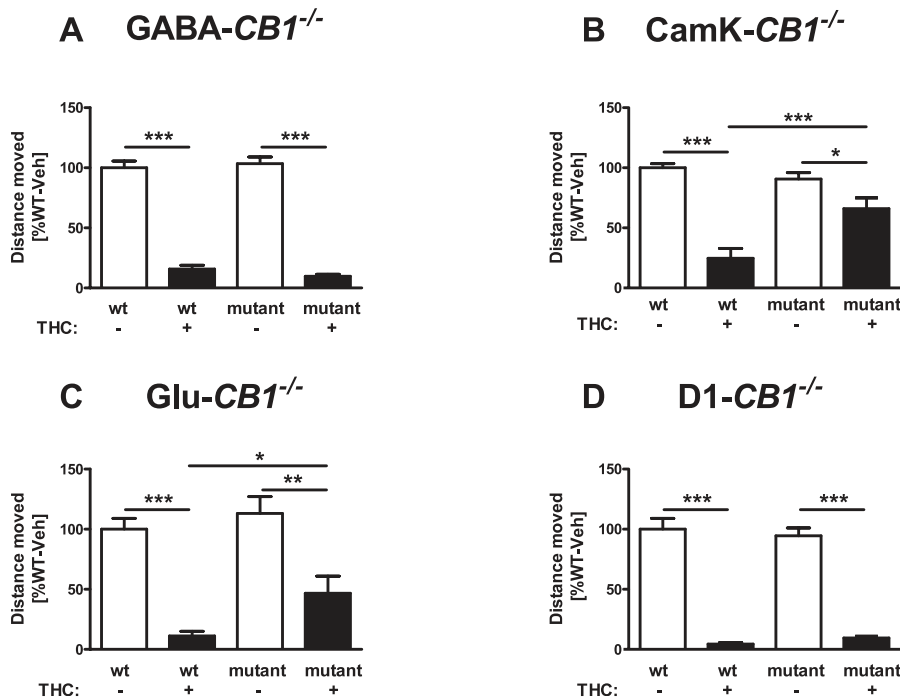 A GABA-CB1-/-
Distance moved
[%WT-Veh]
150
100
50
0
*** ***
wt wt mutant mutant
THC: - + - +
B CamK-CB1-/-
Distance moved
[%WT-Veh]
150
100
50
0
***
*** *
wt wt mutant mutant
THC: - + - +
C Glu-CB1-/-
Distance moved
[%WT-Veh]
150
100
50
0
*
*** **
wt wt mutant mutant
THC: - + - +
D D1-CB1-/-
Distance moved
[%WT-Veh]
150
100
50
0
*** ***
wt wt mutant mutant
THC: - + - +